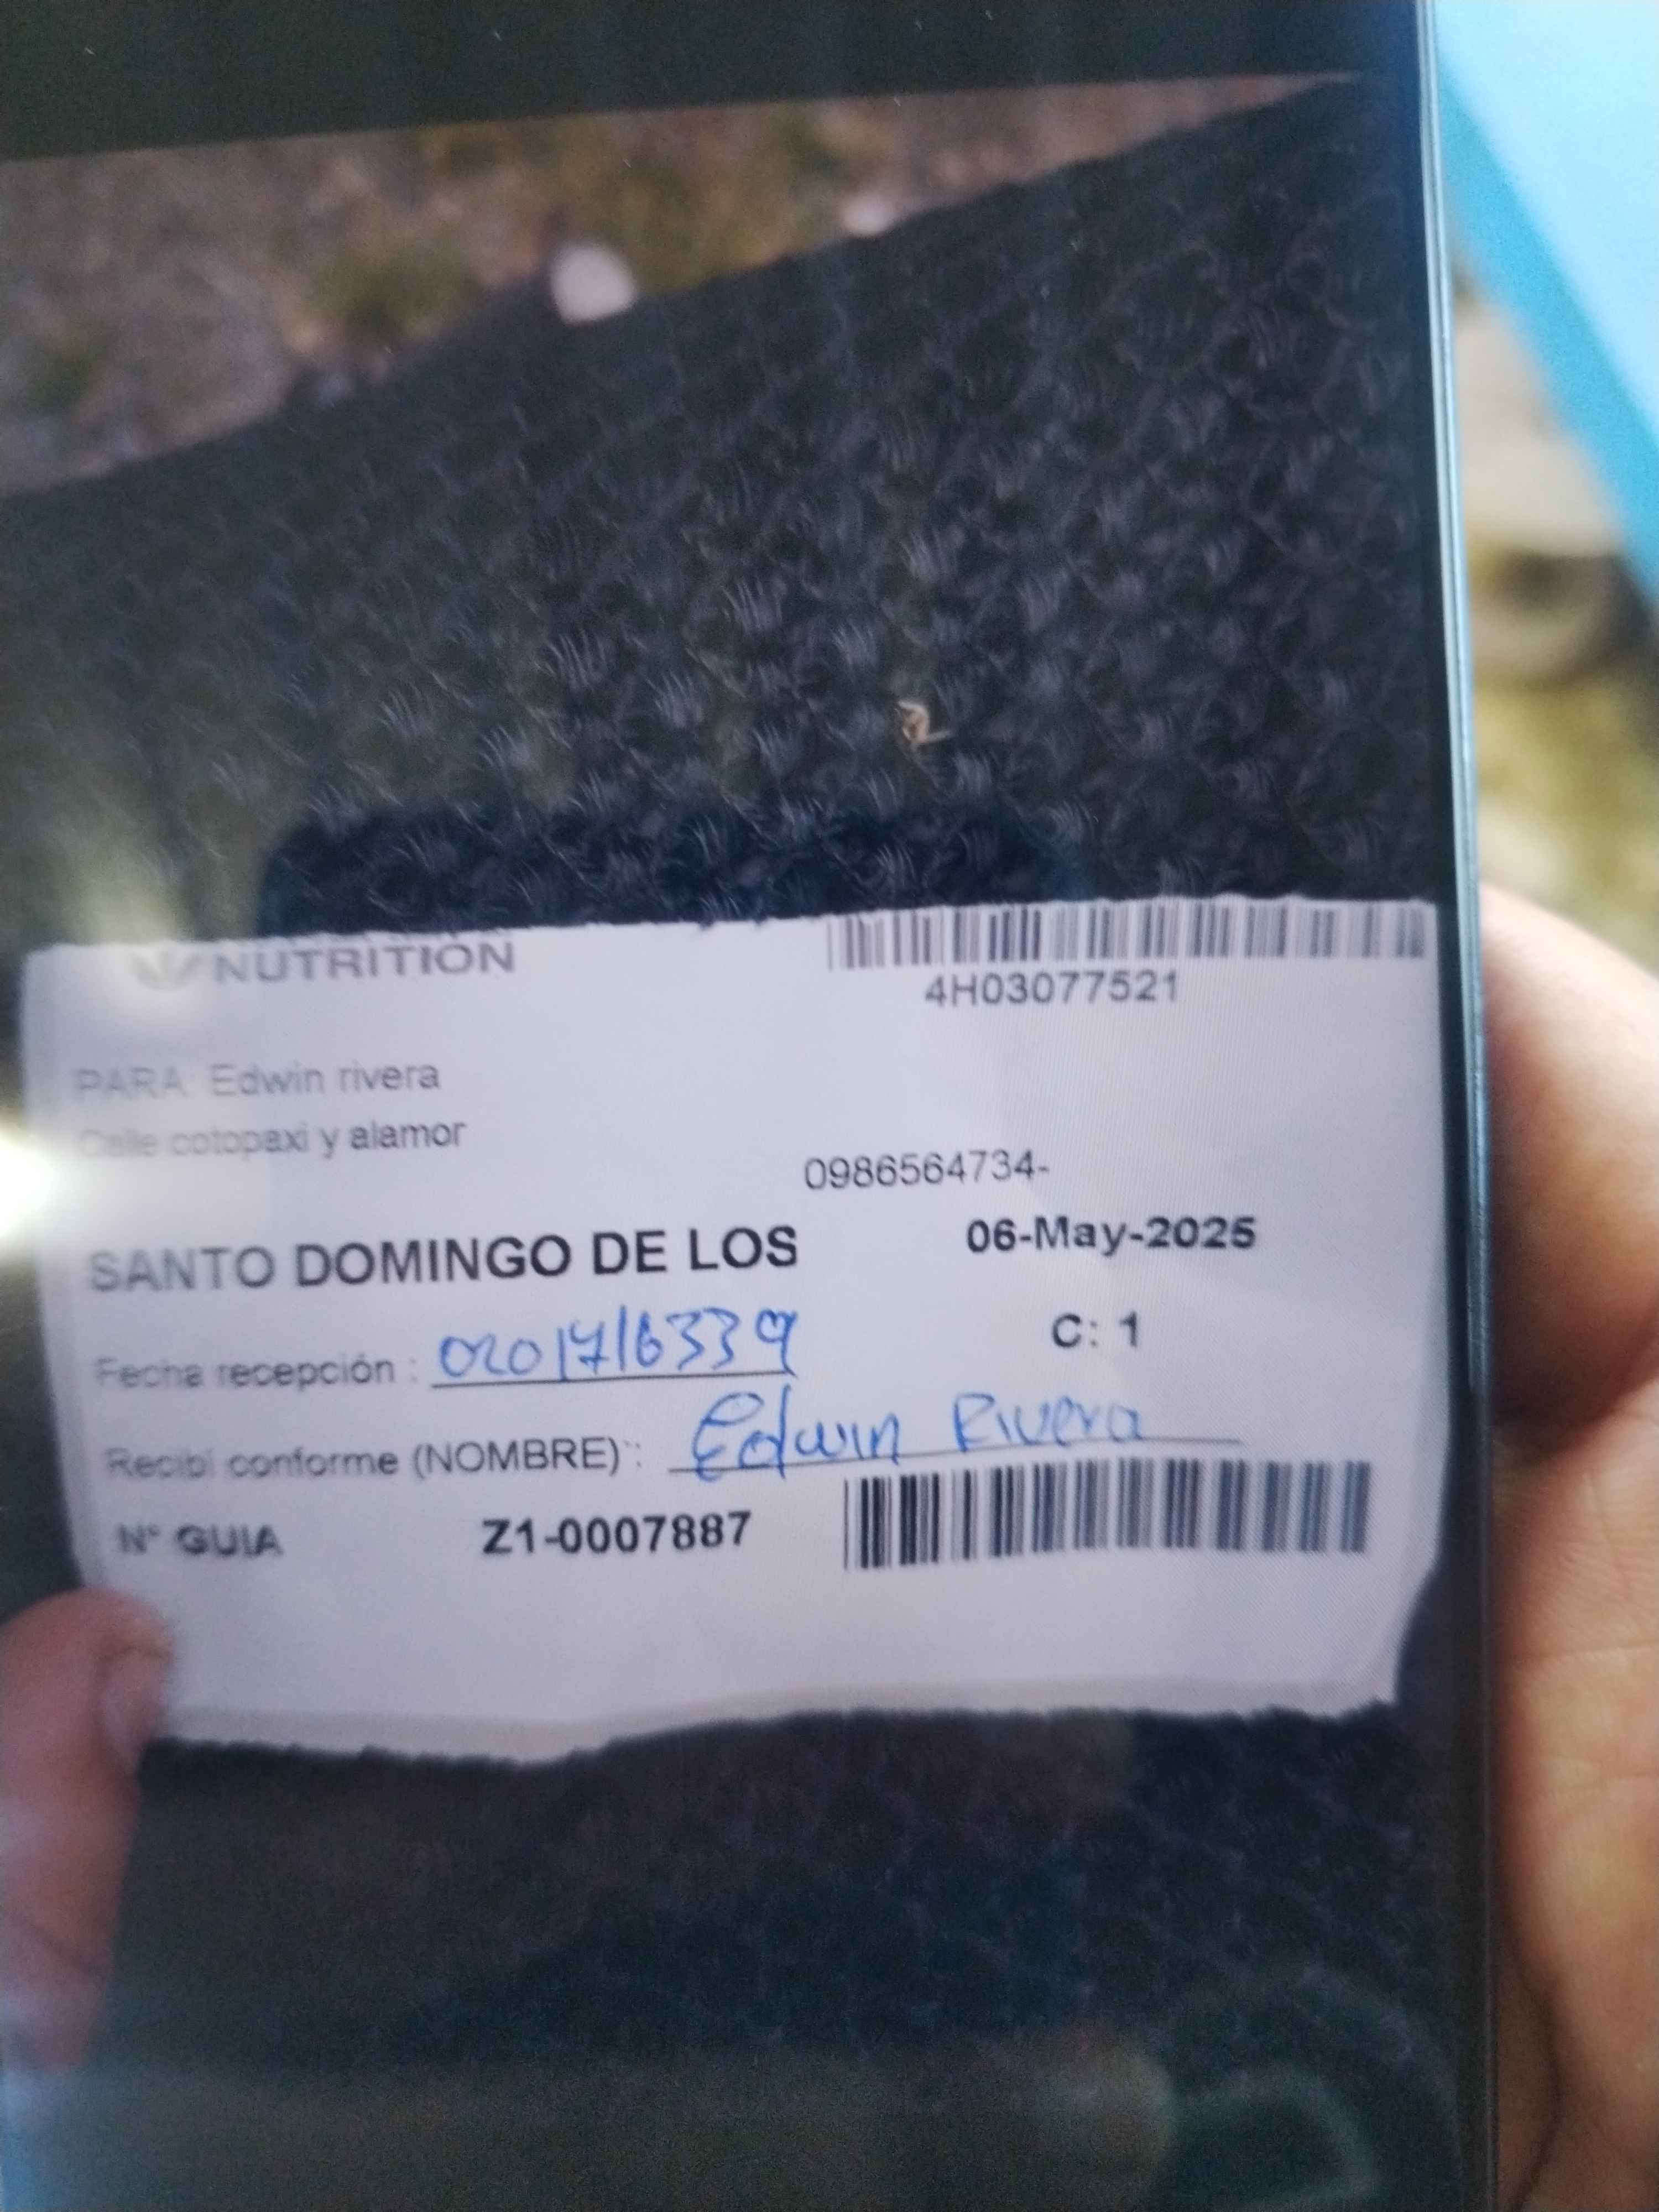 NUTRITION
4H03077521
PARA: Edwin rivera
Calle cotopaxi y alamor
0986564734-
SANTO DOMINGO DE LOS
06-May-2025
Fecha recepción : 0201716339
C: 1
Recibí conforme (NOMBRE) : Edwin Rivera
N° GUIA Z1-0007887